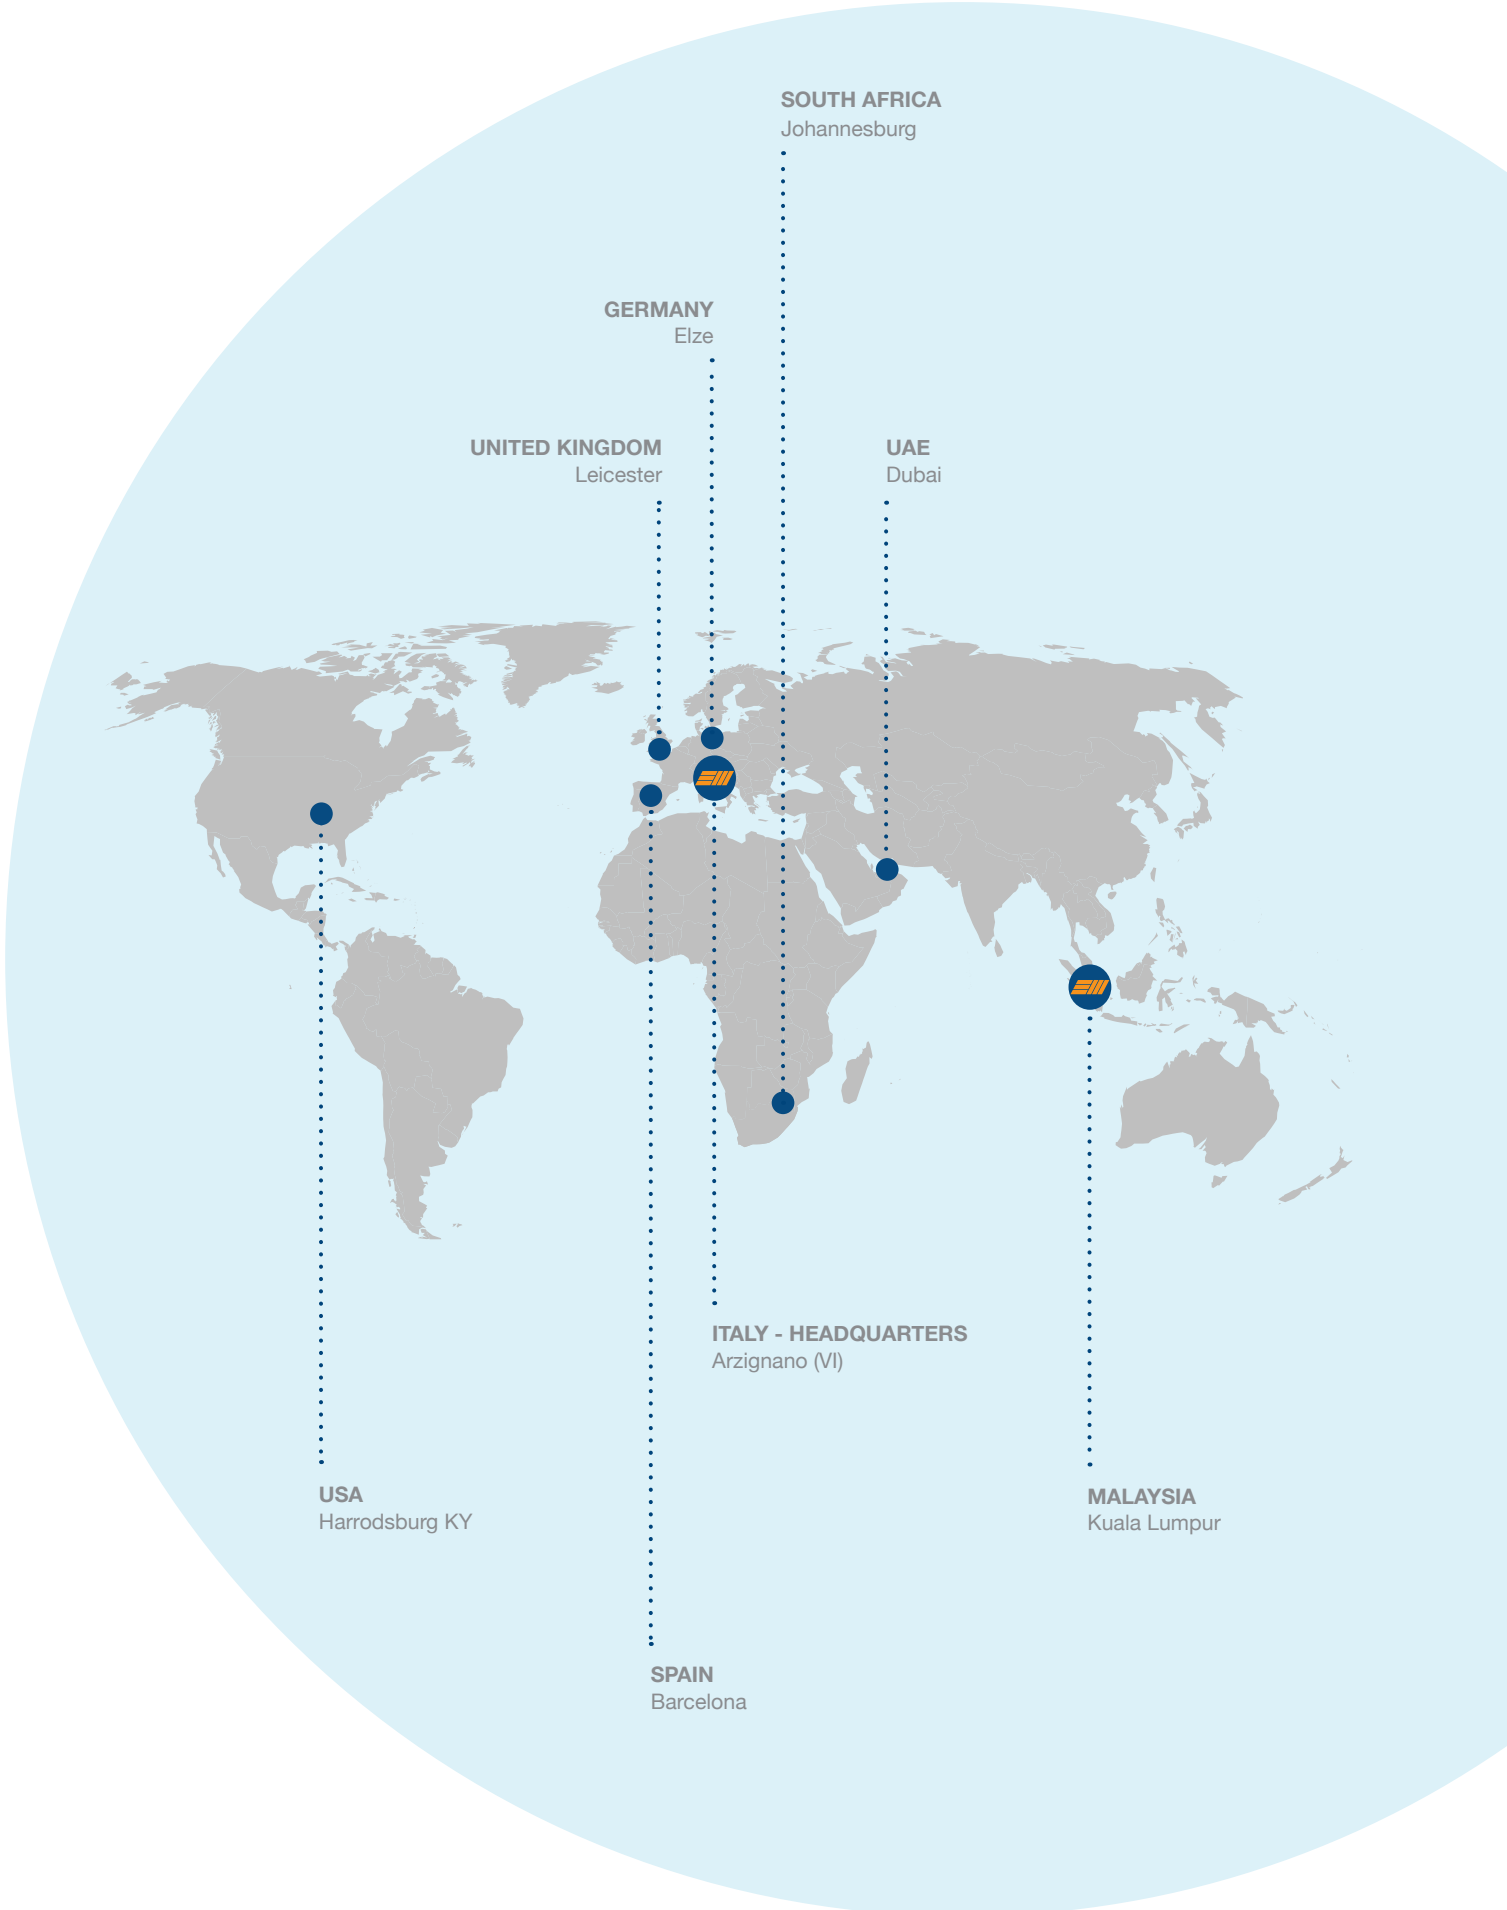 SOUTH AFRICA
Johannesburg
GERMANY
Elze
UNITED KINGDOM
Leicester
UAE
Dubai
ITALY - HEADQUARTERS
Arzignano (VI)
USA
Harrodsburg KY
MALAYSIA
Kuala Lumpur
SPAIN
Barcelona